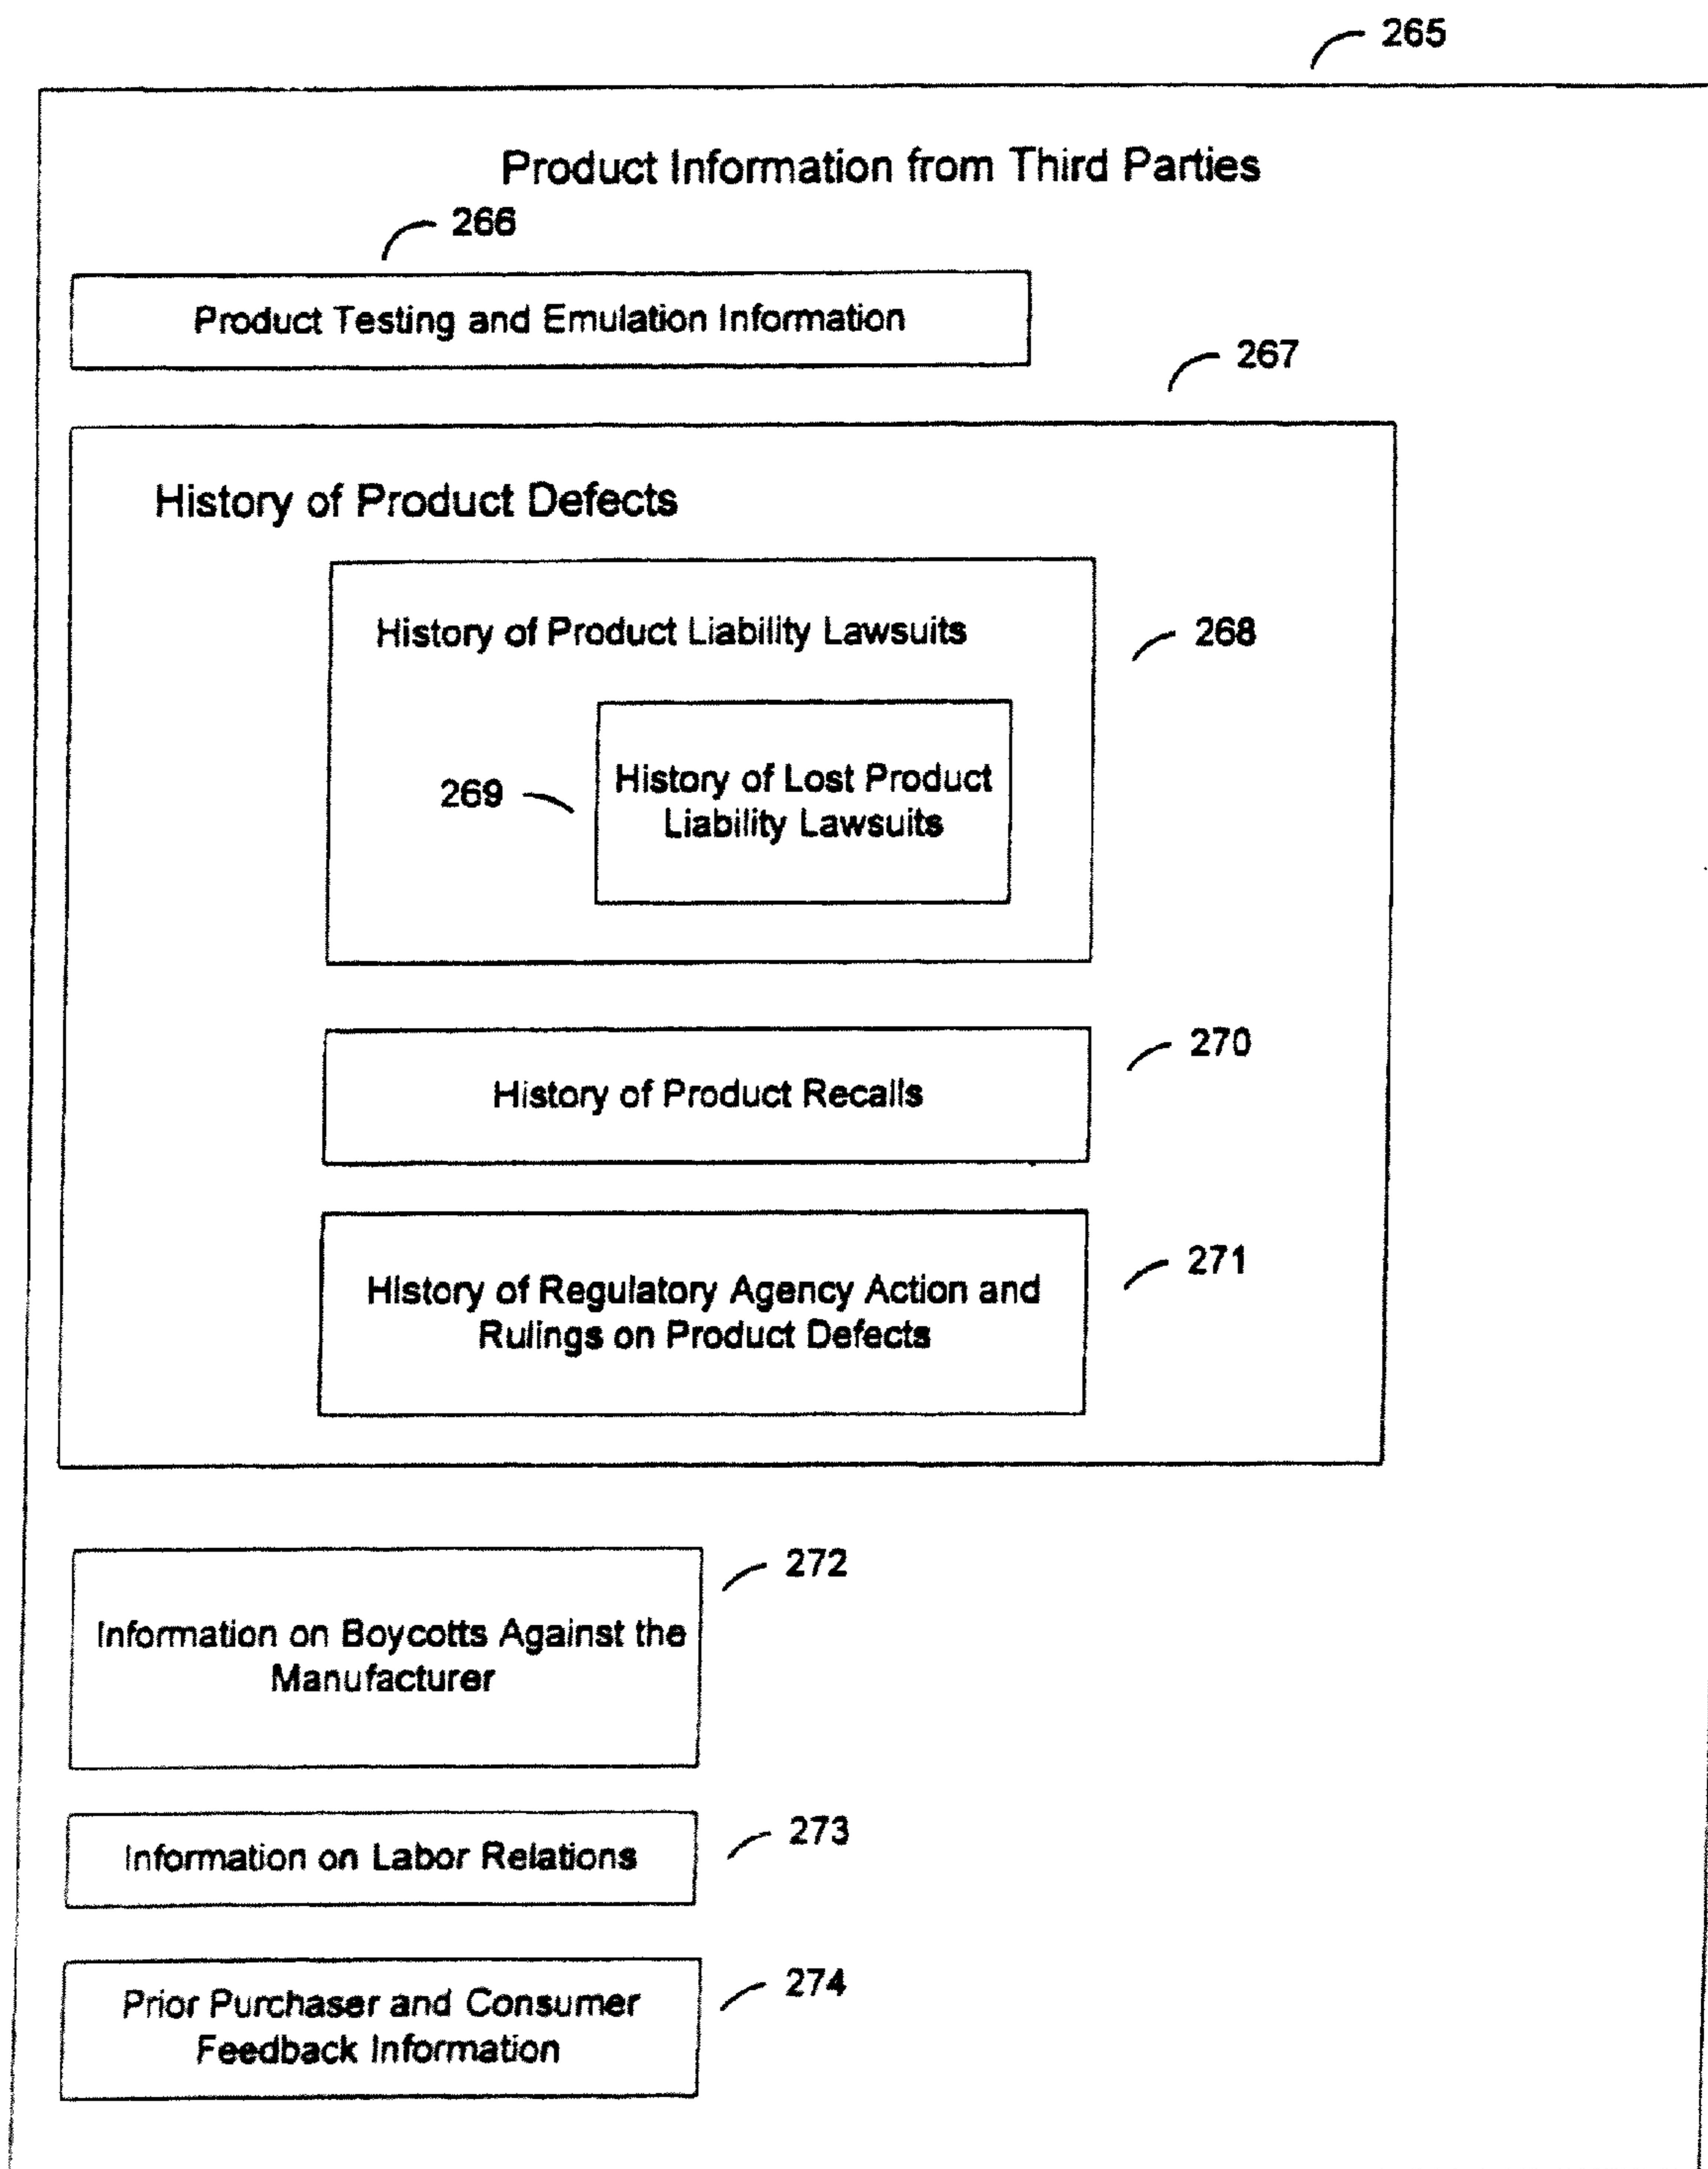 265
Product Information from Third Parties
266
Product Testing and Emulation Information
267
History of Product Defects
History of Product Liability Lawsuits
268
269
History of Lost Product
Liability Lawsuits
270
History of Product Recalls
271
History of Regulatory Agency Action and
Rulings on Product Defects
272
Information on Boycotts Against the
Manufacturer
273
Information on Labor Relations
274
Prior Purchaser and Consumer
Feedback Information